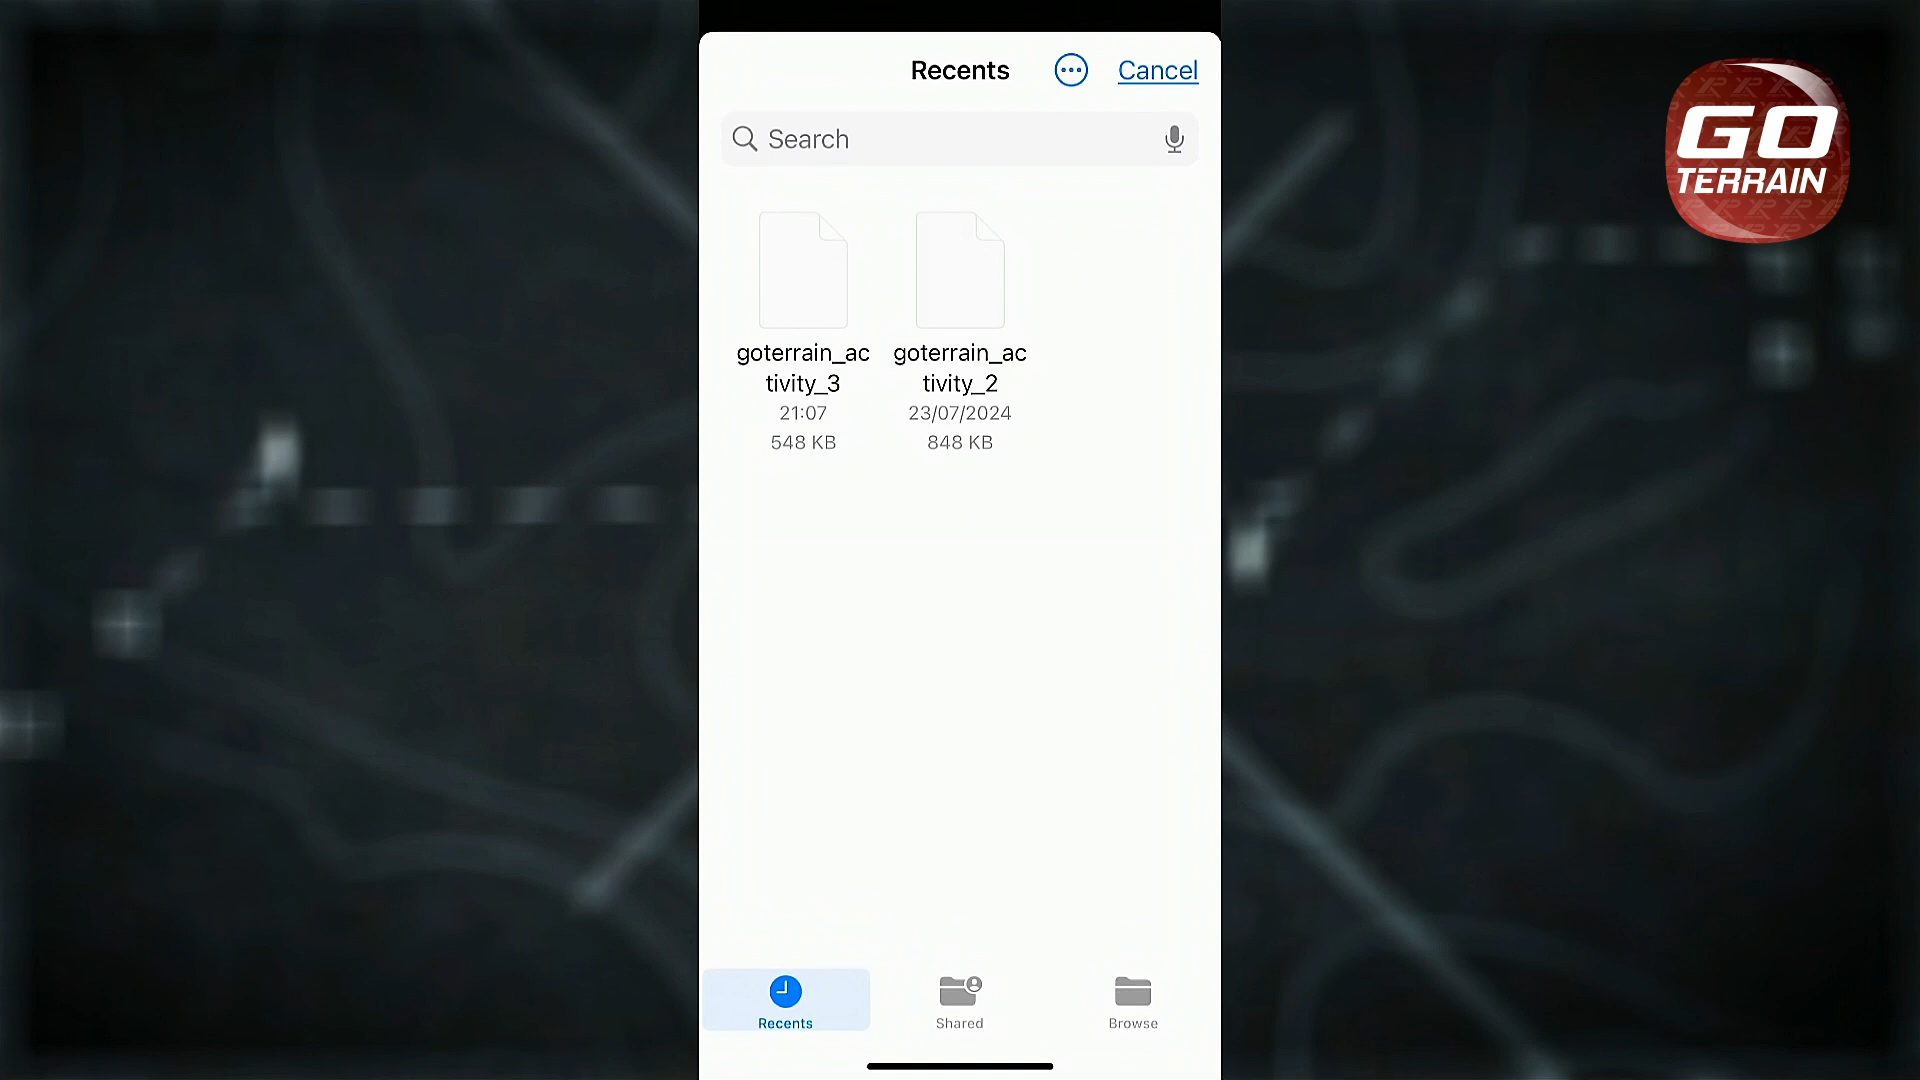 Recents
Cancel
Search
GO
TERRAIN
goterrain_ac
tivity_3
21:07
548 KB
goterrain_ac
tivity_2
23/07/2024
848 KB
Recents
Shared
Browse